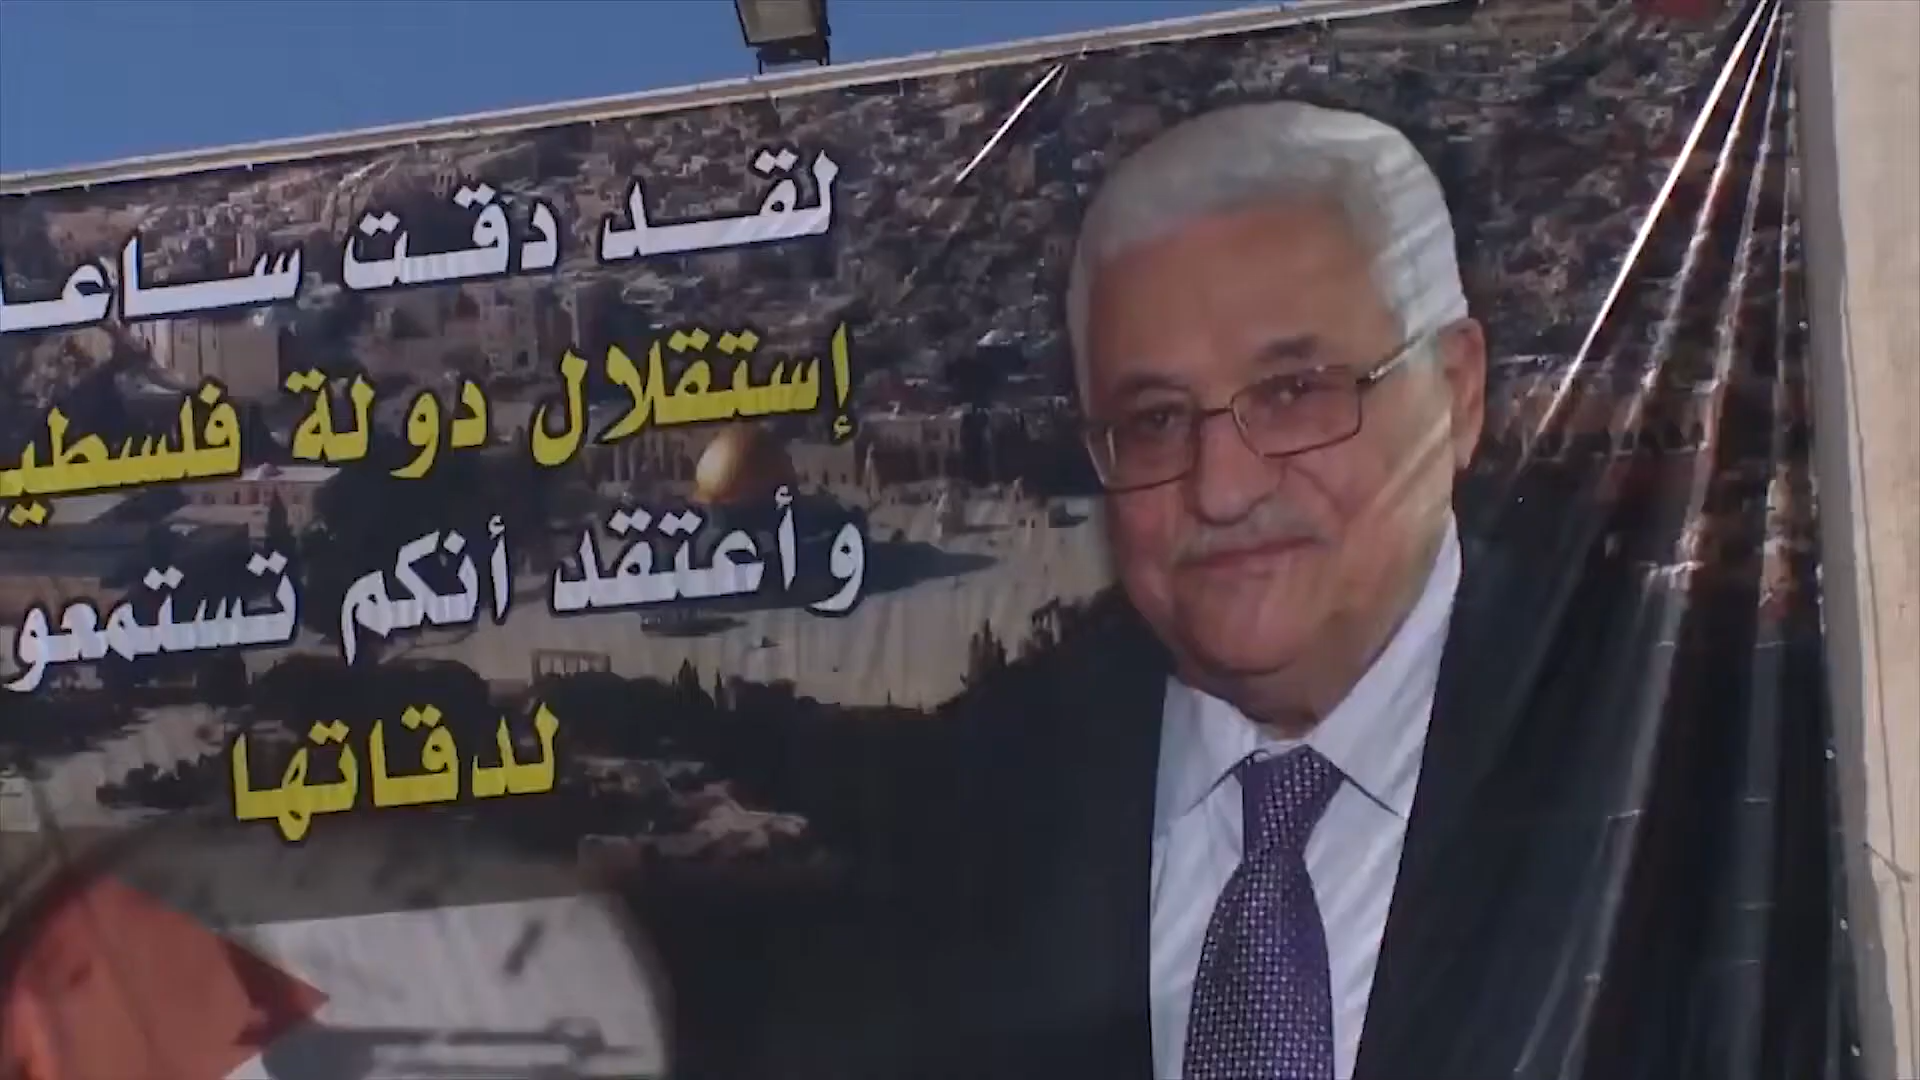 لقد دقت
إستقلال دولة
وأعتقد أنكم
لدقاتها